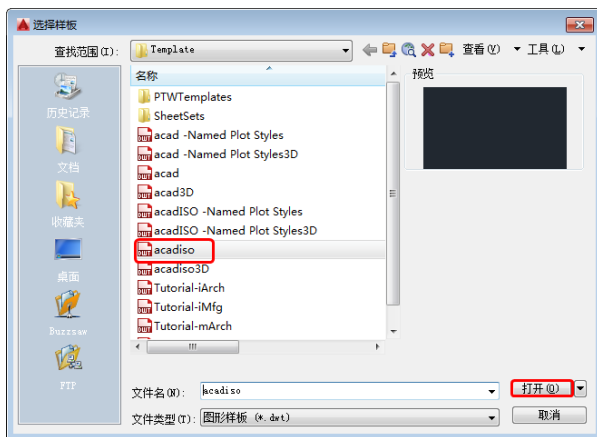 选择样板
查找范围(I): Template 查看(V) 工具(L)
名称 预览
历史记录
文档
收藏夹
桌面
Buzzsaw
FTP
PTWTemplates
SheetSets
acad -Named Plot Styles
acad -Named Plot Styles3D
acad
acad3D
acadISO -Named Plot Styles
acadISO -Named Plot Styles3D
acadiso
acadiso3D
Tutorial-iArch
Tutorial-iMfg
Tutorial-mArch
文件名(N): acadiso 打开(O)
文件类型(T): 图形样板 (*.dwt) 取消